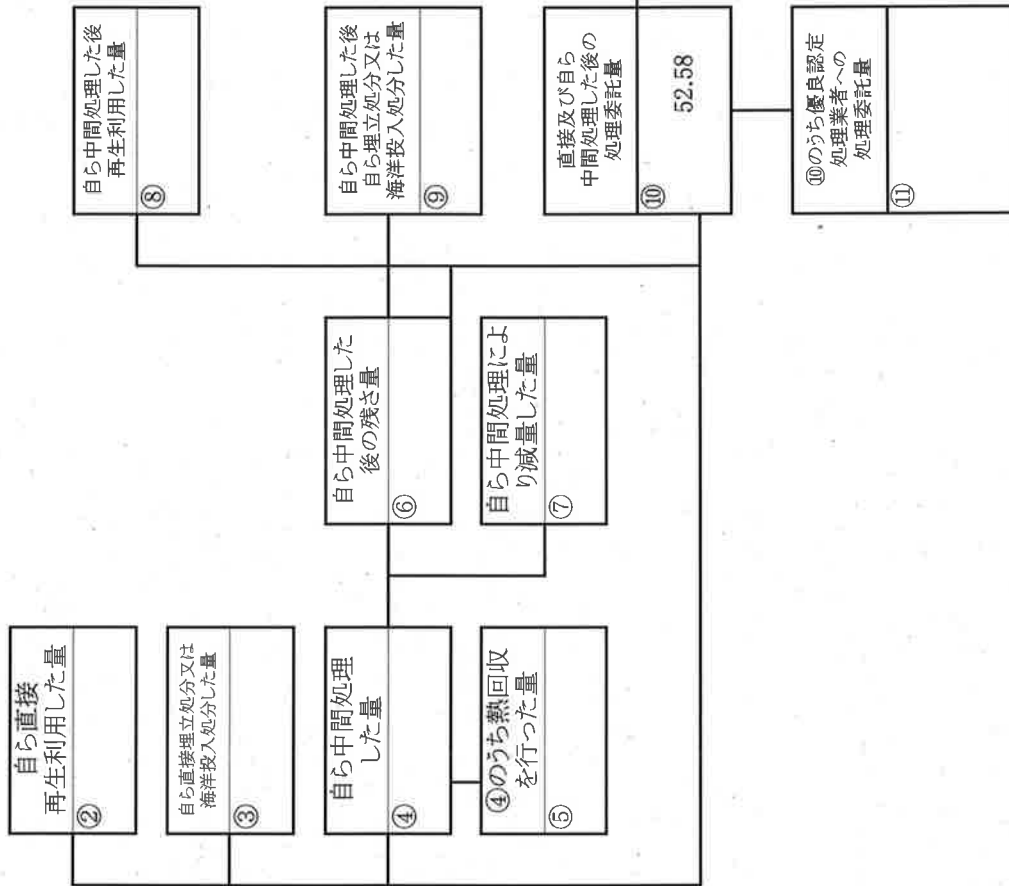 自ら直接
再生利用した量
②
自ら直接埋立処分又は
海洋投入処分した量
③
自ら中間処理
した量
④
④のうち熱回収
を行った量
⑤
自ら中間処理した
後の残さ量
⑥
自ら中間処理によ
り減量した量
⑦
自ら中間処理した後
再生利用した量
⑧
自ら中間処理した後
自ら埋立処分又は
海洋投入処分した量
⑨
直接及び自ら
中間処理した後の
処理委託量
⑩
52.58
⑩のうち優良認定
処理業者への
処理委託量
⑪